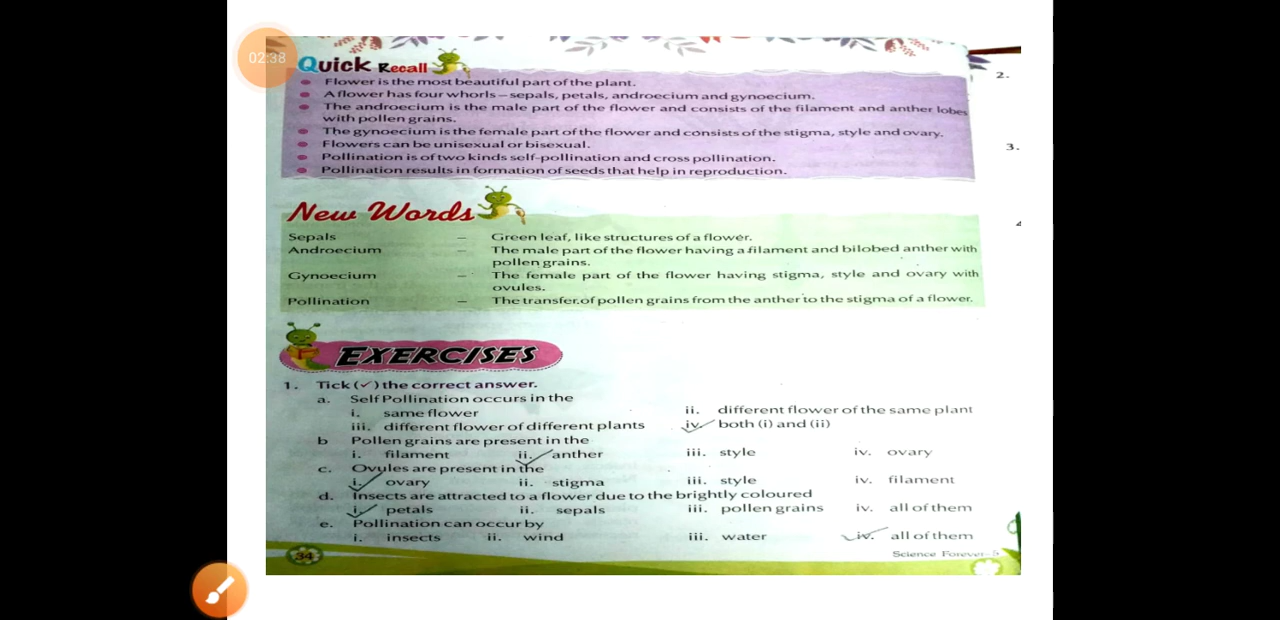 02:38
Quick Recall
Flower is the most beautiful part of the plant.
A flower has four whorls – sepals, petals, androecium and gynoecium.
The androecium is the male part of the flower and consists of the filament and anther lobes
with pollen grains.
The gynoecium is the female part of the flower and consists of the stigma, style and ovary.
Flowers can be unisexual or bisexual.
Pollination is of two kinds self-pollination and cross pollination.
Pollination results in formation of seeds that help in reproduction.
New Words
Sepals – Green leaf, like structures of a flower.
Androecium – The male part of the flower having a filament and bilobed anther with
pollen grains.
Gynoecium – The female part of the flower having stigma, style and ovary with
ovules.
Pollination – The transfer of pollen grains from the anther to the stigma of a flower.
EXERCISES
1. Tick (✓) the correct answer.
a. Self Pollination occurs in the
i. same flower ii. different flower of the same plant
iii. different flower of different plants iv. both (i) and (ii)
b Pollen grains are present in the
i. filament ii. anther iii. style iv. ovary
c. Ovules are present in the
i. ovary ii. stigma iii. style iv. filament
d. Insects are attracted to a flower due to the brightly coloured
i. petals ii. sepals iii. pollen grains iv. all of them
e. Pollination can occur by
i. insects ii. wind iii. water iv. all of them
34
Science Forever-5
2.
3.